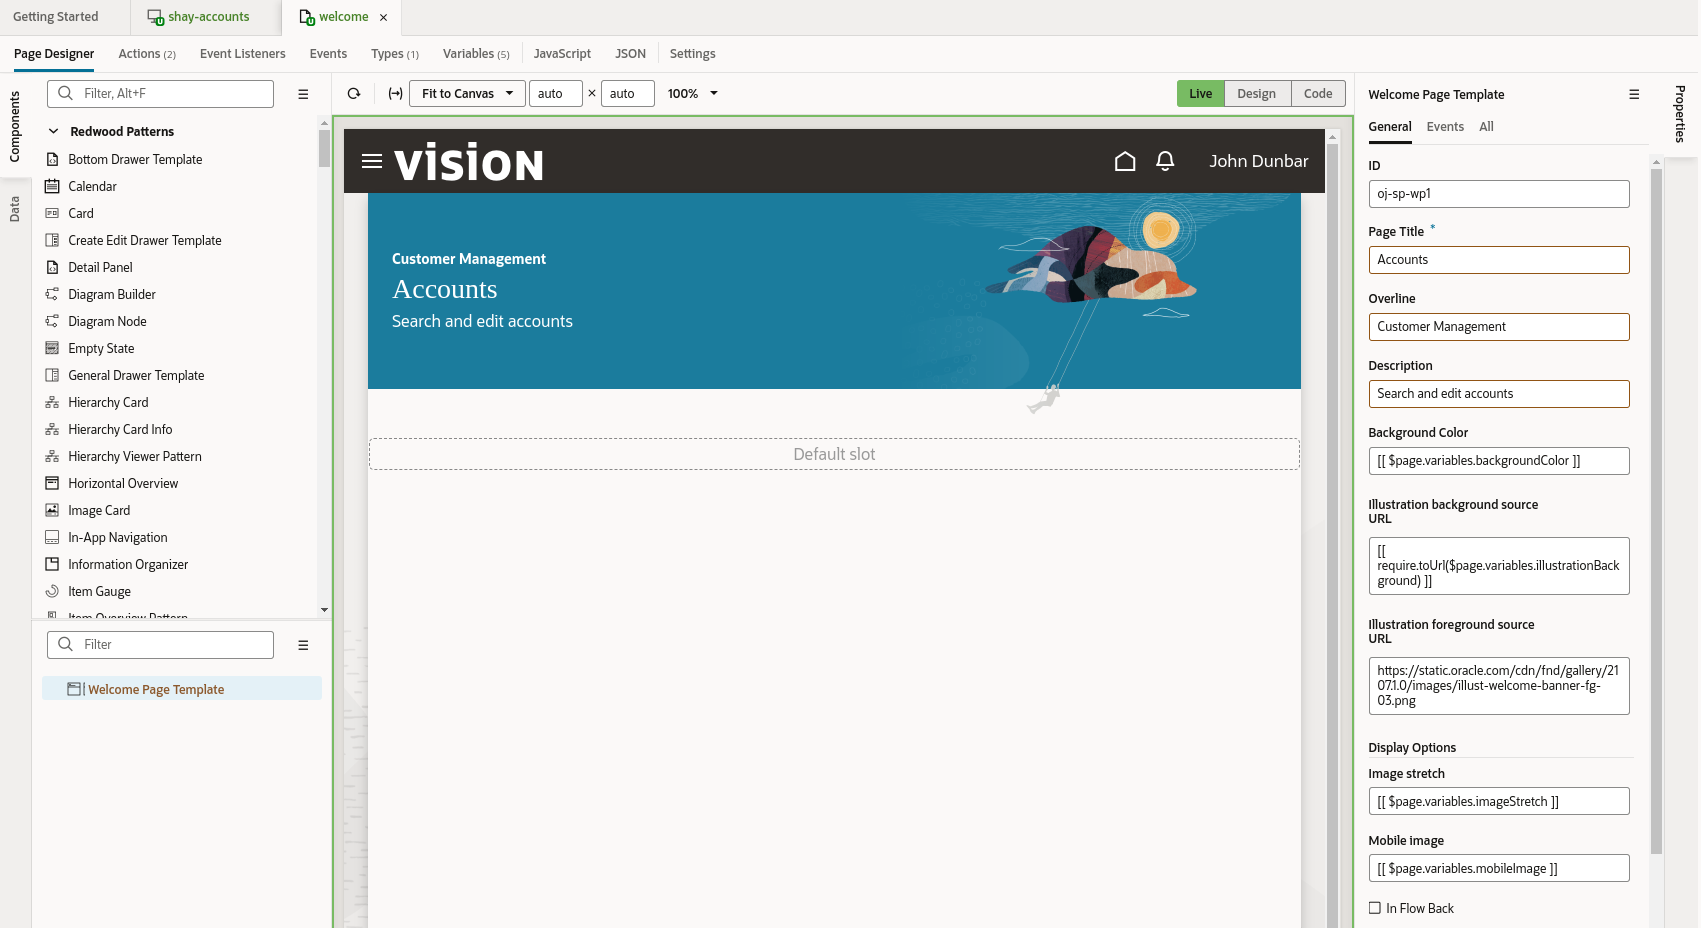 Getting Started
shay-accounts
welcome
Page Designer
Actions (2)
Event Listeners
Events
Types (1)
Variables (5)
JavaScript
JSON
Settings
Components
Data
Filter, Alt+F
Redwood Patterns
Bottom Drawer Template
Calendar
Card
Create Edit Drawer Template
Detail Panel
Diagram Builder
Diagram Node
Empty State
General Drawer Template
Hierarchy Card
Hierarchy Card Info
Hierarchy Viewer Pattern
Horizontal Overview
Image Card
In-App Navigation
Information Organizer
Item Gauge
Item Overview Pattern
Filter
Welcome Page Template
Fit to Canvas
auto
×
auto
100%
Live
Design
Code
vision
John Dunbar
Customer Management
Accounts
Search and edit accounts
Default slot
Welcome Page Template
Properties
General
Events
All
ID
oj-sp-wp1
Page Title *
Accounts
Overline
Customer Management
Description
Search and edit accounts
Background Color
[[ $page.variables.backgroundColor ]]
Illustration background source
URL
[[
require.toUrl($page.variables.illustrationBack
ground) ]]
Illustration foreground source
URL
https://static.oracle.com/cdn/fnd/gallery/21
07.1.0/images/illust-welcome-banner-fg-
03.png
Display Options
Image stretch
[[ $page.variables.imageStretch ]]
Mobile image
[[ $page.variables.mobileImage ]]
In Flow Back